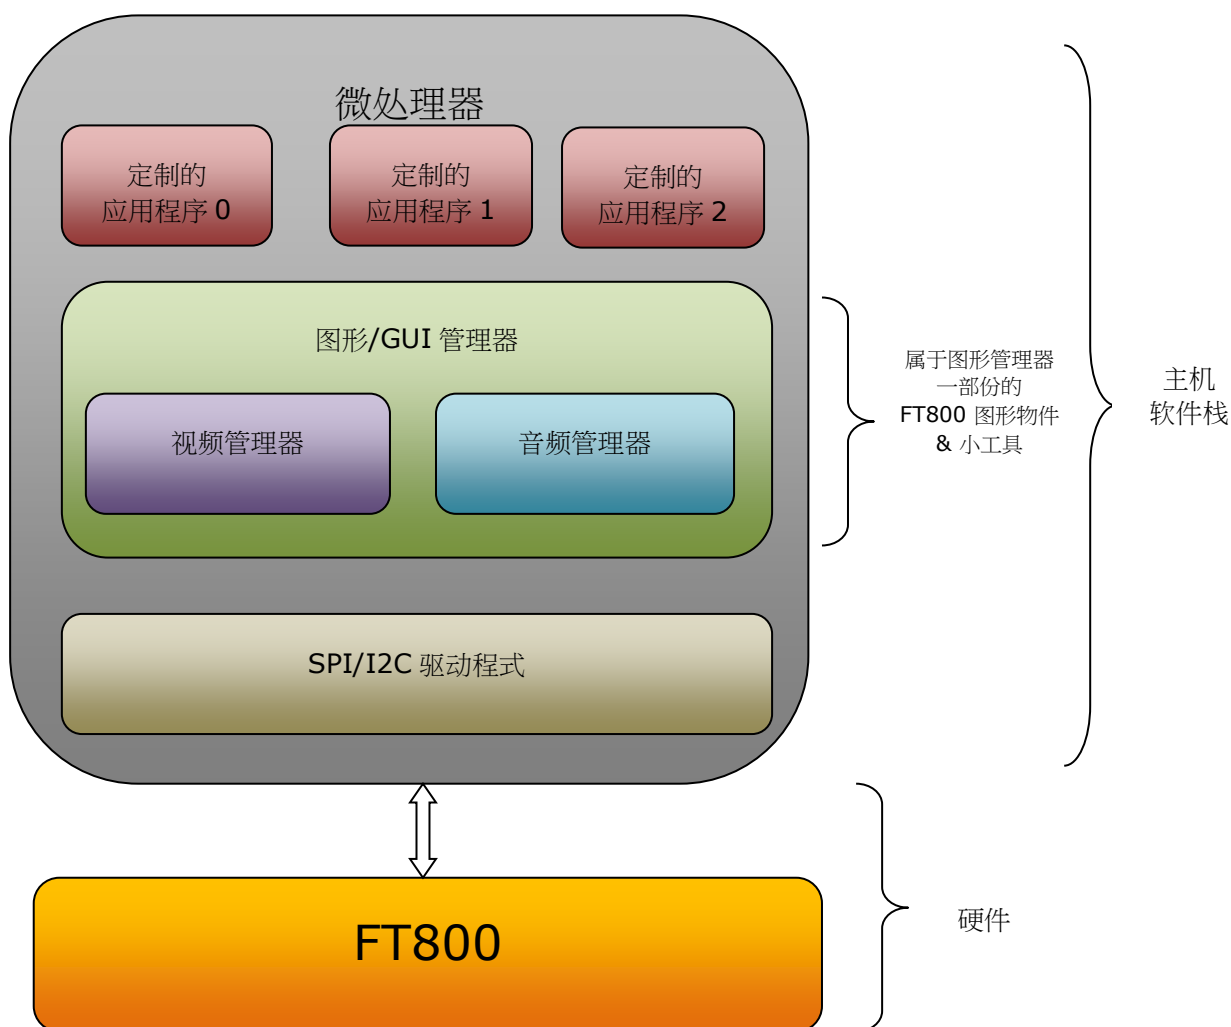 微处理器
定制的
应用程序 0
定制的
应用程序 1
定制的
应用程序 2
图形/GUI 管理器
视频管理器
音频管理器
属于图形管理器
一部份的
FT800 图形物件
& 小工具
主机
软件栈
SPI/I2C 驱动程式
FT800
硬件